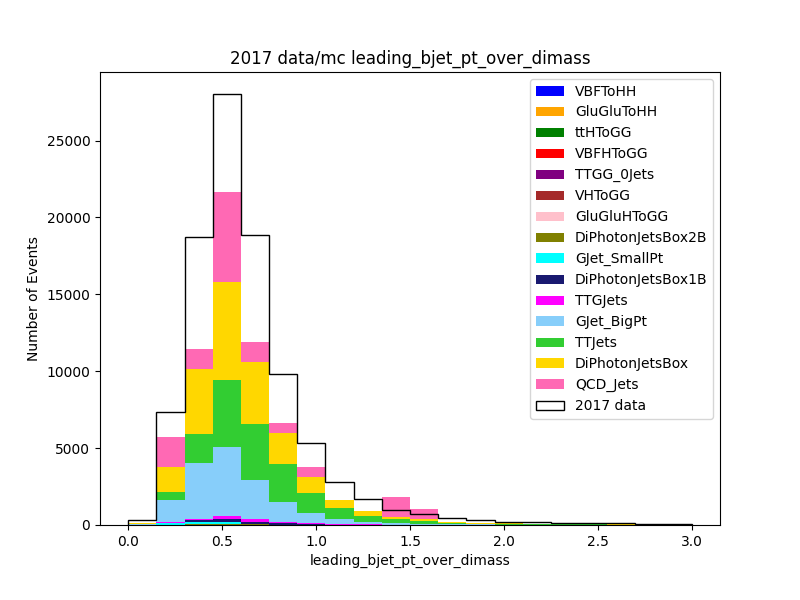 2017 data/mc leading_bjet_pt_over_dimass
Number of Events
25000
20000
15000
10000
5000
0
0.0 0.5 1.0 1.5 2.0 2.5 3.0
leading_bjet_pt_over_dimass
VBFToHH
GluGluToHH
ttHToGG
VBFHToGG
TTGG_0Jets
VHToGG
GluGluHToGG
DiPhotonJetsBox2B
GJet_SmallPt
DiPhotonJetsBox1B
TTGJets
GJet_BigPt
TTJets
DiPhotonJetsBox
QCD_Jets
2017 data